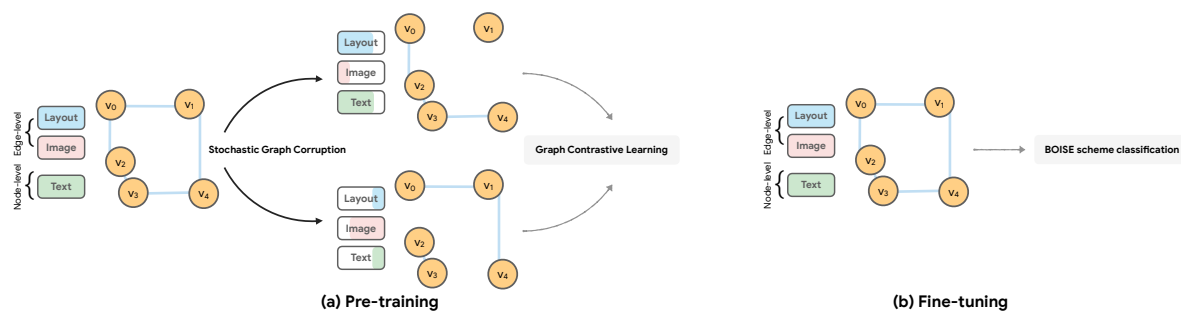 Edge-level
Node-level
Layout
Image
Text
v0
v1
v2
v3
v4
Stochastic Graph Corruption
Layout
Image
Text
v0
v1
v2
v3
v4
Layout
Image
Text
v0
v1
v2
v3
v4
Graph Contrastive Learning
(a) Pre-training
Edge-level
Node-level
Layout
Image
Text
v0
v1
v2
v3
v4
BOISE scheme classification
(b) Fine-tuning